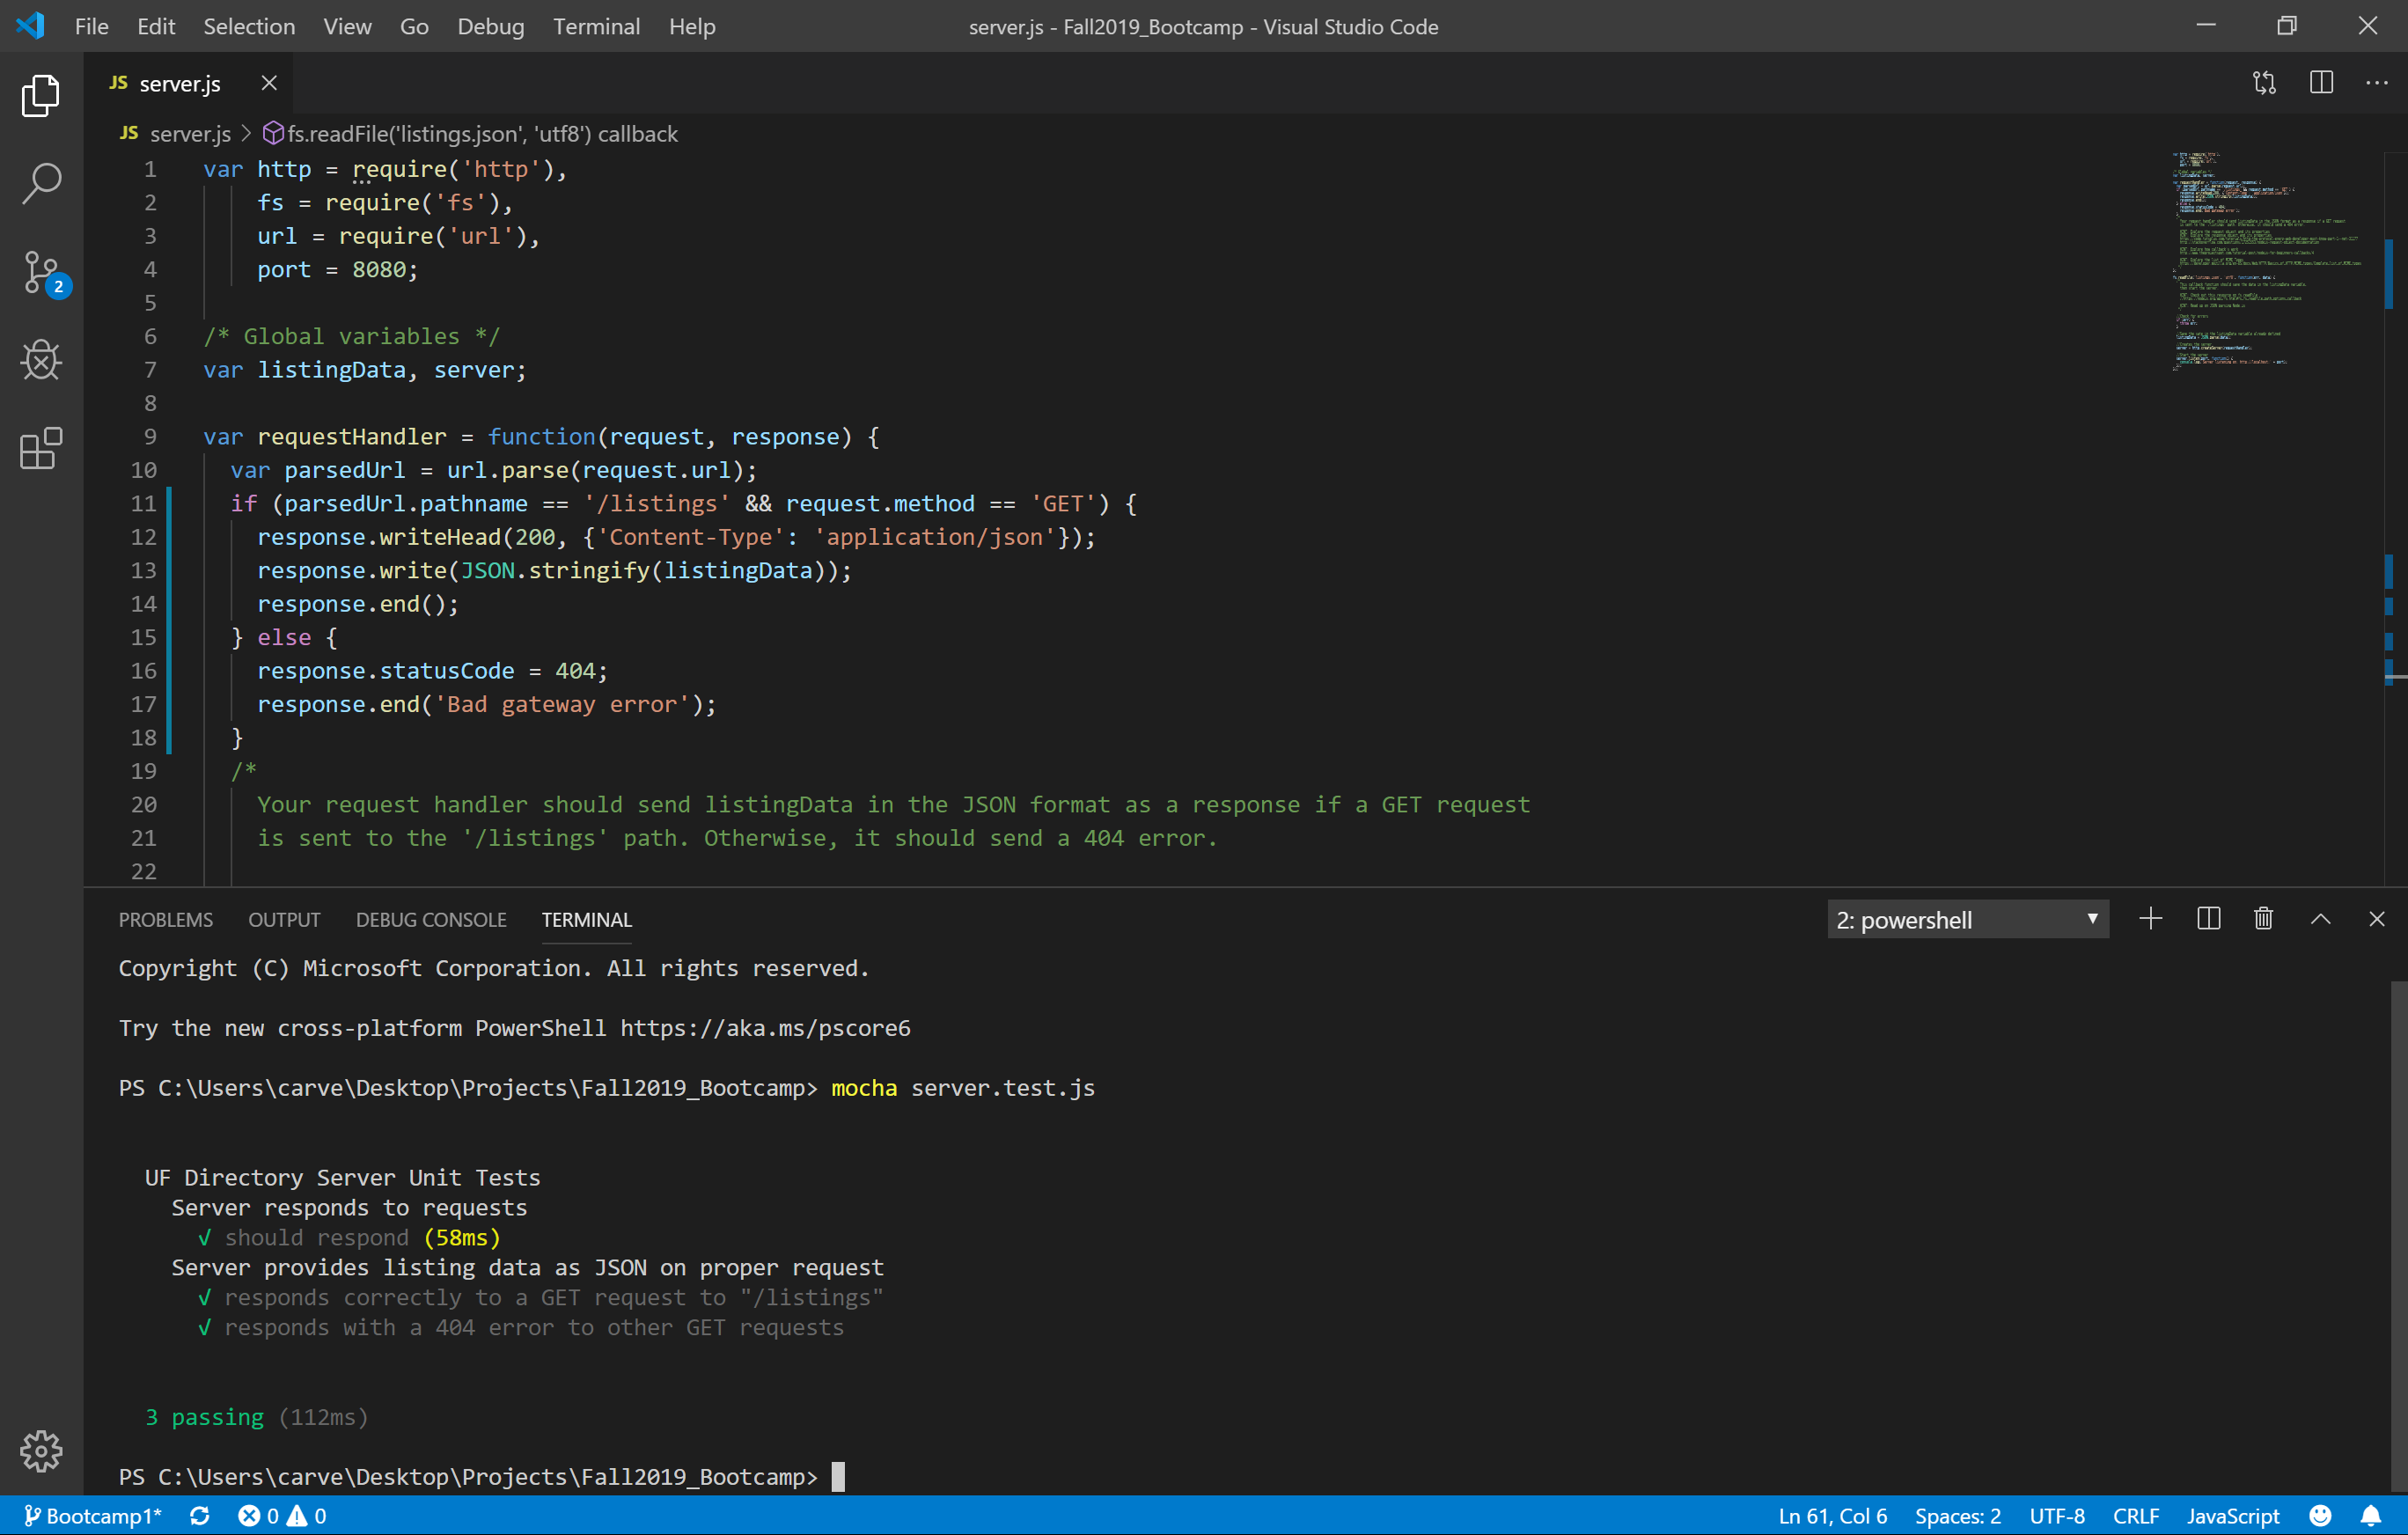 File Edit Selection View Go Debug Terminal Help server.js - Fall2019_Bootcamp - Visual Studio Code
JS server.js
JS server.js > fs.readFile('listings.json', 'utf8') callback
1 var http = require('http'),
2 fs = require('fs'),
3 url = require('url'),
4 port = 8080;
5
6 /* Global variables */
7 var listingData, server;
8
9 var requestHandler = function(request, response) {
10 var parsedUrl = url.parse(request.url);
11 if (parsedUrl.pathname == '/listings' && request.method == 'GET') {
12 response.writeHead(200, {'Content-Type': 'application/json'});
13 response.write(JSON.stringify(listingData));
14 response.end();
15 } else {
16 response.statusCode = 404;
17 response.end('Bad gateway error');
18 }
19 /*
20 Your request handler should send listingData in the JSON format as a response if a GET request
21 is sent to the '/listings' path. Otherwise, it should send a 404 error.
22
2
PROBLEMS OUTPUT DEBUG CONSOLE TERMINAL 2: powershell
Copyright (C) Microsoft Corporation. All rights reserved.
Try the new cross-platform PowerShell https://aka.ms/pscore6
PS C:\Users\carve\Desktop\Projects\Fall2019_Bootcamp> mocha server.test.js
UF Directory Server Unit Tests
Server responds to requests
√ should respond (58ms)
Server provides listing data as JSON on proper request
√ responds correctly to a GET request to "/listings"
√ responds with a 404 error to other GET requests
3 passing (112ms)
PS C:\Users\carve\Desktop\Projects\Fall2019_Bootcamp>
Bootcamp1* 0 0 Ln 61, Col 6 Spaces: 2 UTF-8 CRLF JavaScript